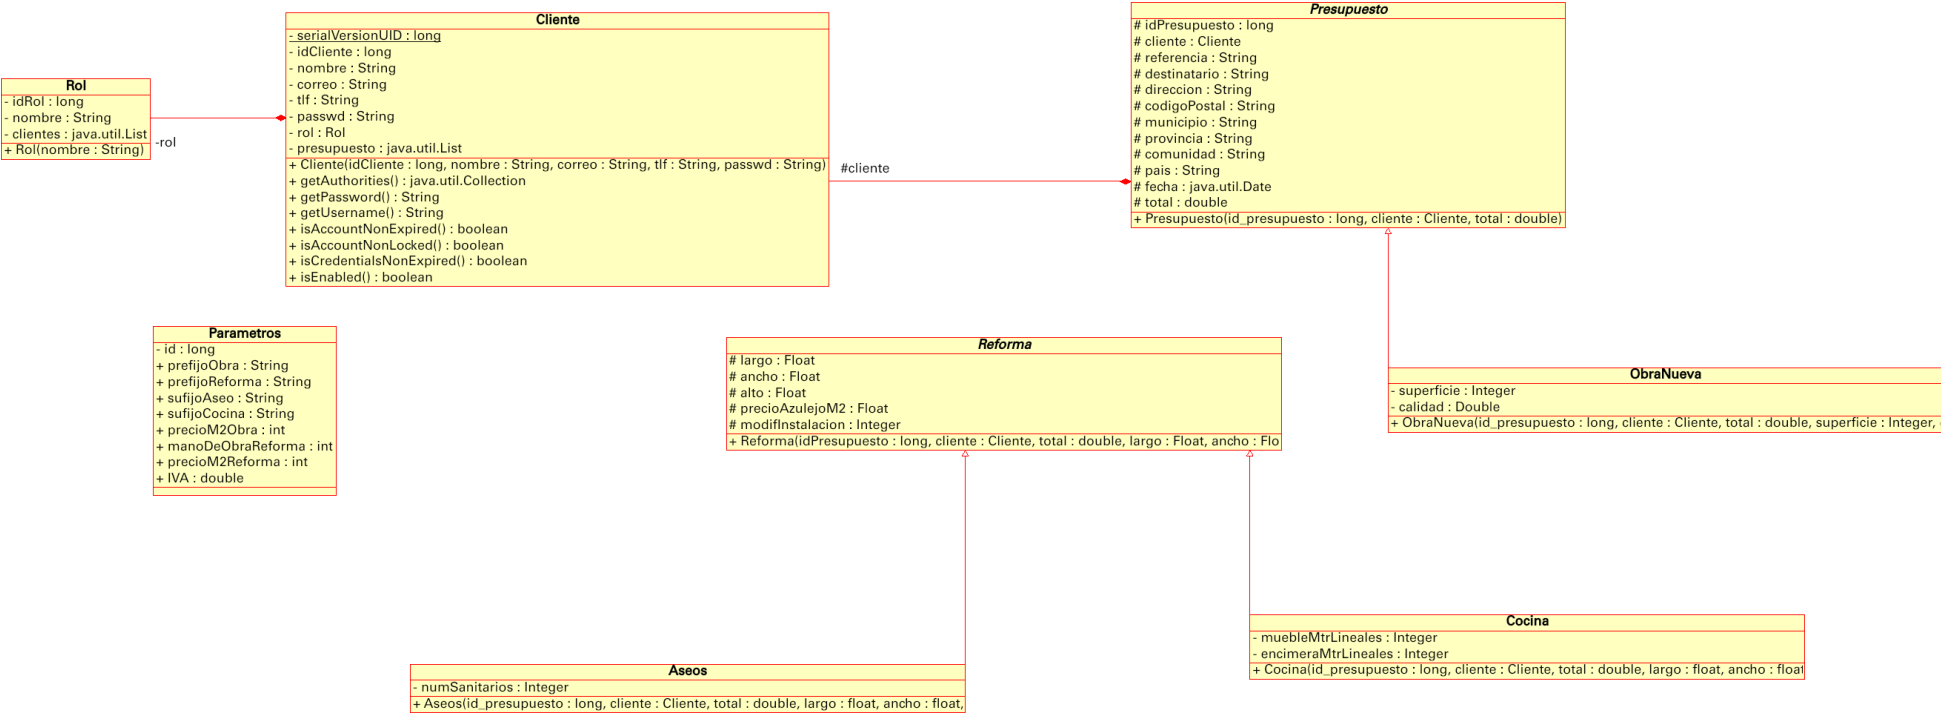 Rol
- idRol : long
- nombre : String
- clientes : java.util.List
+ Rol(nombre : String)
-rol
Cliente
- serialVersionUID : long
- idCliente : long
- nombre : String
- correo : String
- tlf : String
- passwd : String
- rol : Rol
- presupuesto : java.util.List
+ Cliente(idCliente : long, nombre : String, correo : String, tlf : String, passwd : String)
+ getAuthorities() : java.util.Collection
+ getPassword() : String
+ getUsername() : String
+ isAccountNonExpired() : boolean
+ isAccountNonLocked() : boolean
+ isCredentialsNonExpired() : boolean
+ isEnabled() : boolean
#cliente
Presupuesto
# idPresupuesto : long
# cliente : Cliente
# referencia : String
# destinatario : String
# direccion : String
# codigoPostal : String
# municipio : String
# provincia : String
# comunidad : String
# pais : String
# fecha : java.util.Date
# total : double
+ Presupuesto(id_presupuesto : long, cliente : Cliente, total : double)
Parametros
- id : long
+ prefijoObra : String
+ prefijoReforma : String
+ sufijoAseo : String
+ sufijoCocina : String
+ precioM2Obra : int
+ manoDeObraReforma : int
+ precioM2Reforma : int
+ IVA : double
Reforma
# largo : Float
# ancho : Float
# alto : Float
# precioAzulejoM2 : Float
# modifInstalacion : Integer
+ Reforma(idPresupuesto : long, cliente : Cliente, total : double, largo : Float, ancho : Flo
ObraNueva
- superficie : Integer
- calidad : Double
+ ObraNueva(id_presupuesto : long, cliente : Cliente, total : double, superficie : Integer,
Aseos
- numSanitarios : Integer
+ Aseos(id_presupuesto : long, cliente : Cliente, total : double, largo : float, ancho : float,
Cocina
- muebleMtrLineales : Integer
- encimeraMtrLineales : Integer
+ Cocina(id_presupuesto : long, cliente : Cliente, total : double, largo : float, ancho : float